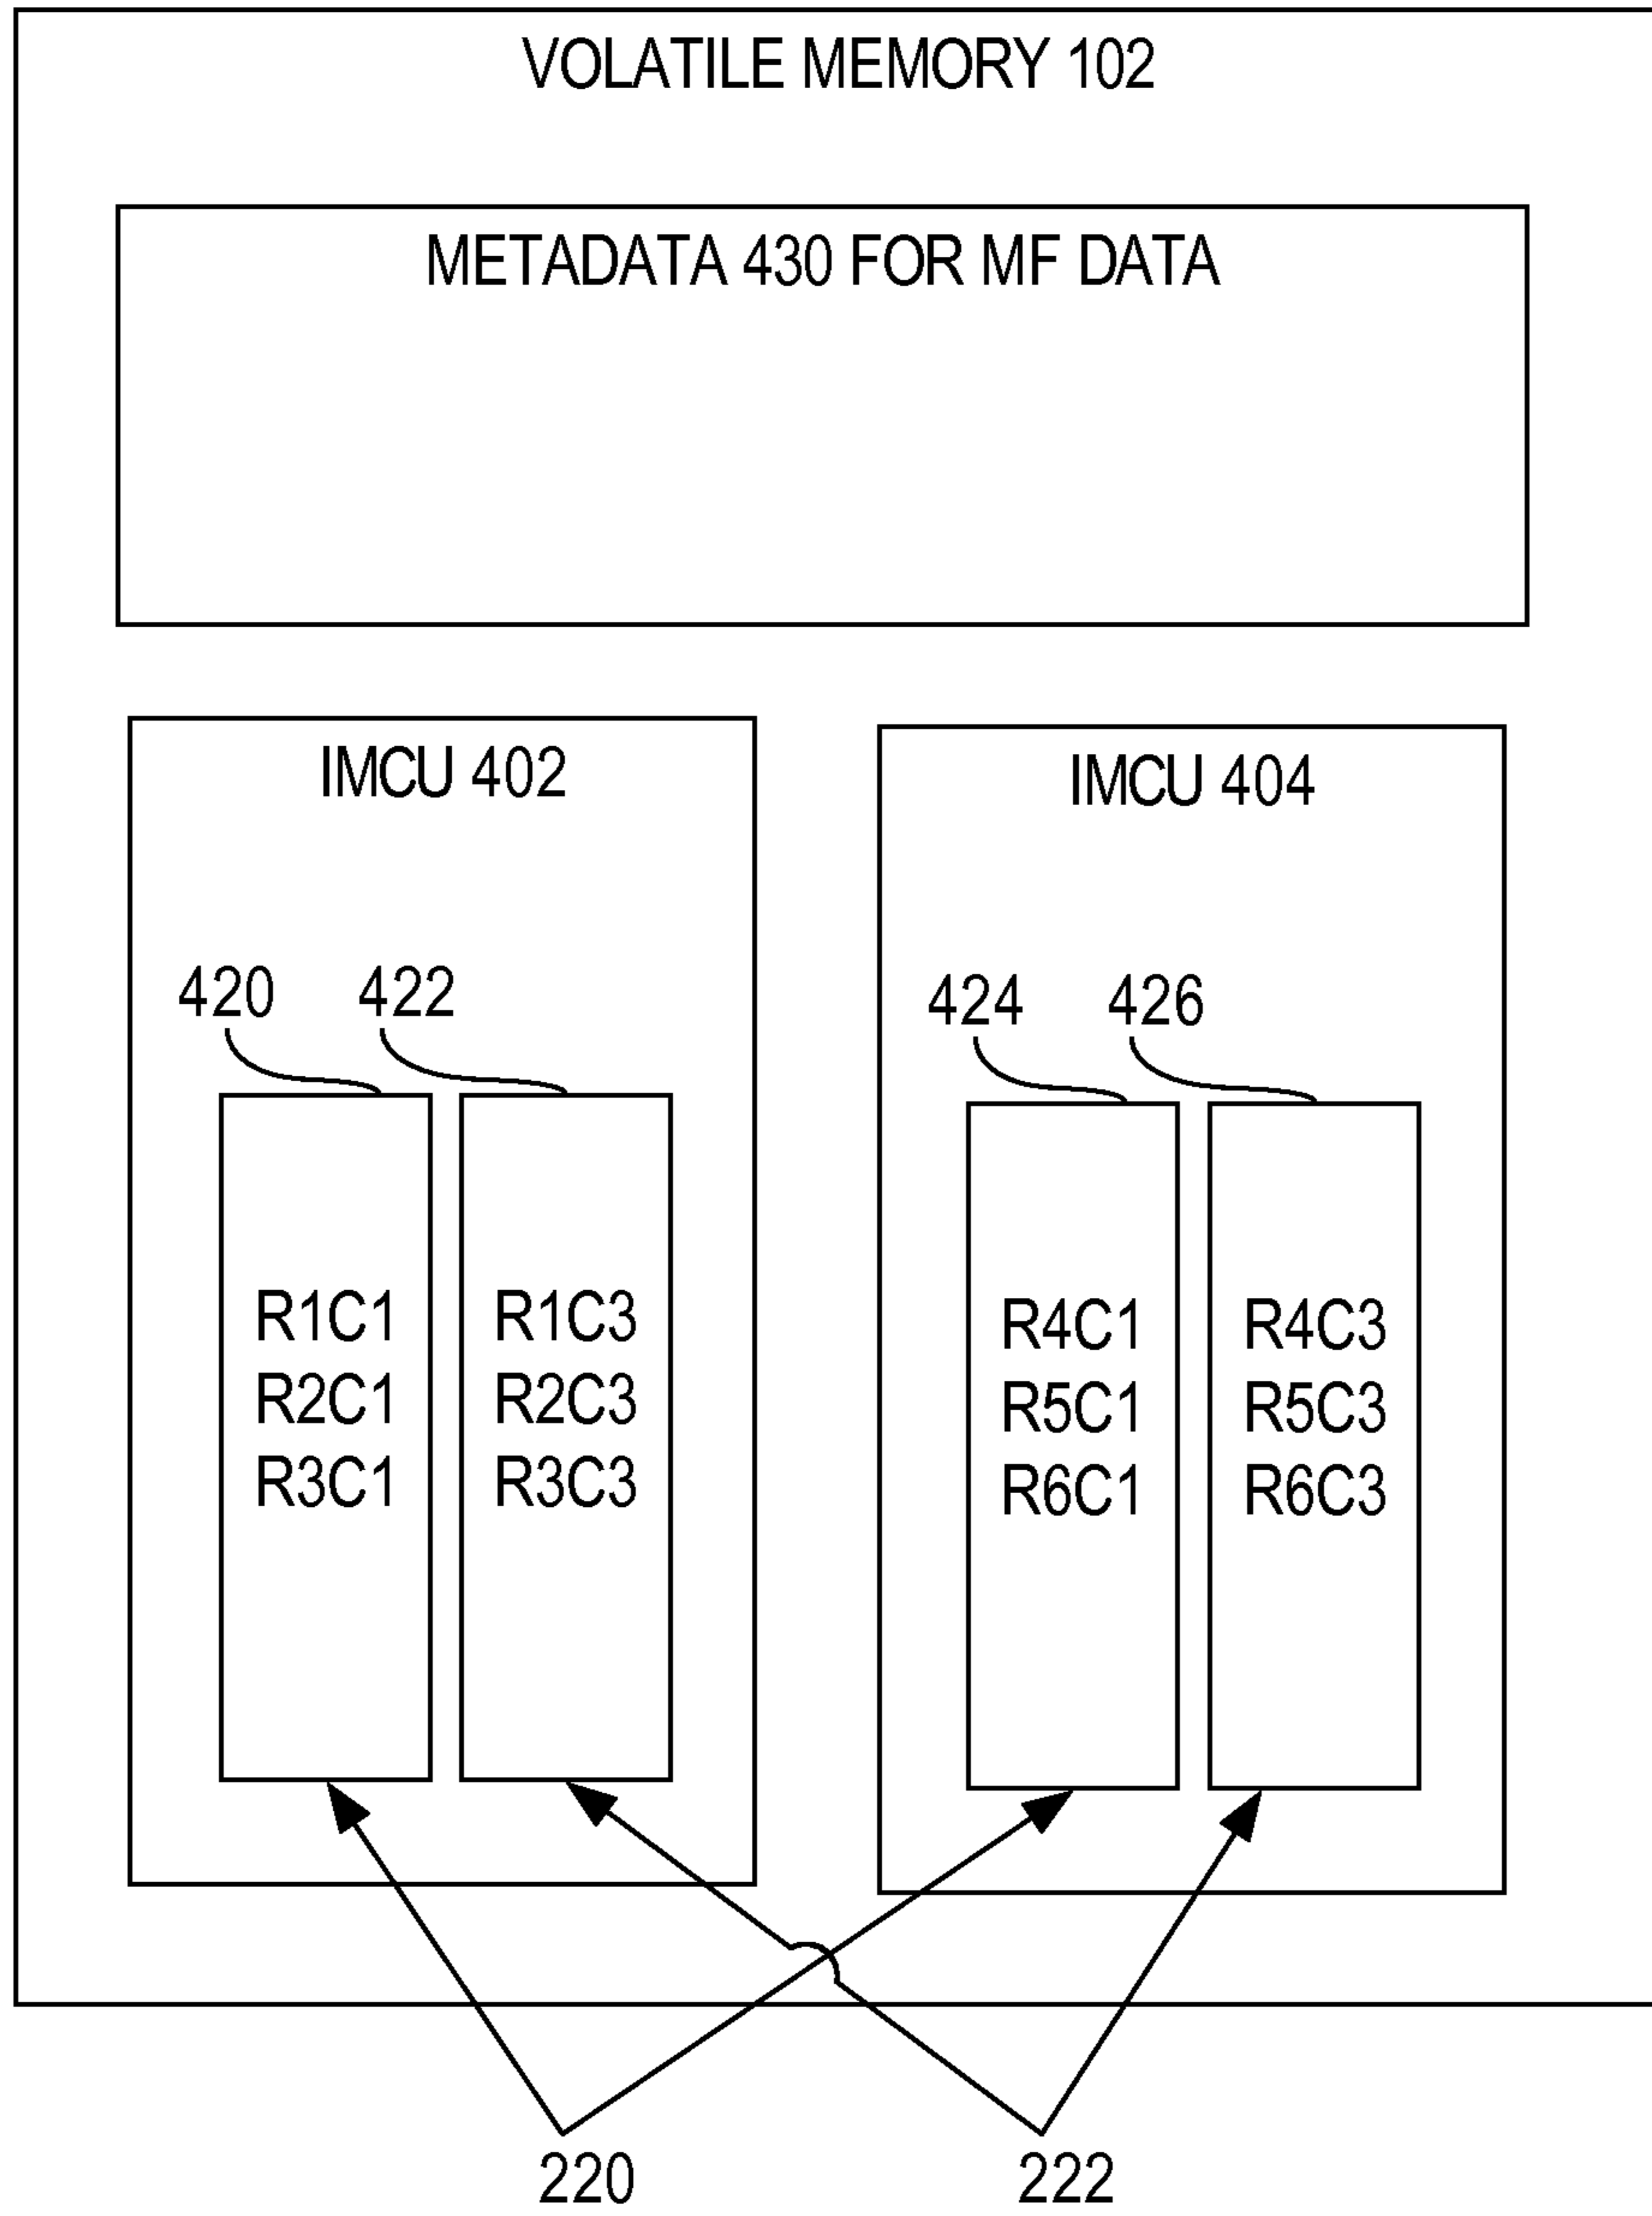 VOLATILE MEMORY 102
METADATA 430 FOR MF DATA
IMCU 402
420 422
R1C1
R2C1
R3C1
R1C3
R2C3
R3C3
IMCU 404
424 426
R4C1
R5C1
R6C1
R4C3
R5C3
R6C3
220 222